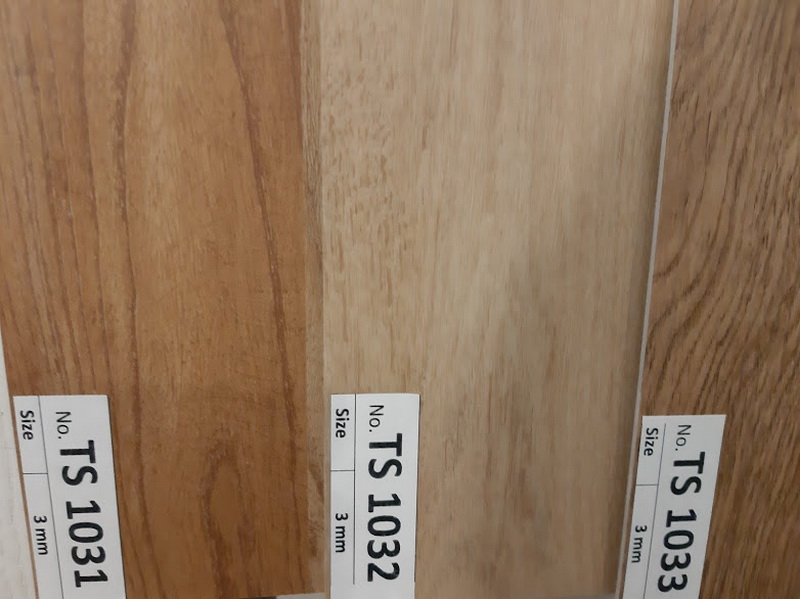 No. TS 1031
Size 3 mm
No. TS 1032
Size 3 mm
No. TS 1033
Size 3 mm